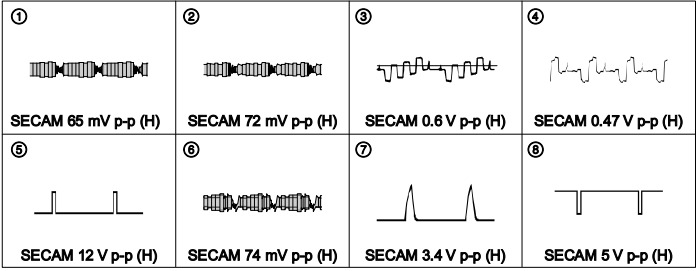 ①
SECAM 65 mV p-p (H)
②
SECAM 72 mV p-p (H)
③
SECAM 0.6 V p-p (H)
④
SECAM 0.47 V p-p (H)
⑤
SECAM 12 V p-p (H)
⑥
SECAM 74 mV p-p (H)
⑦
SECAM 3.4 V p-p (H)
⑧
SECAM 5 V p-p (H)